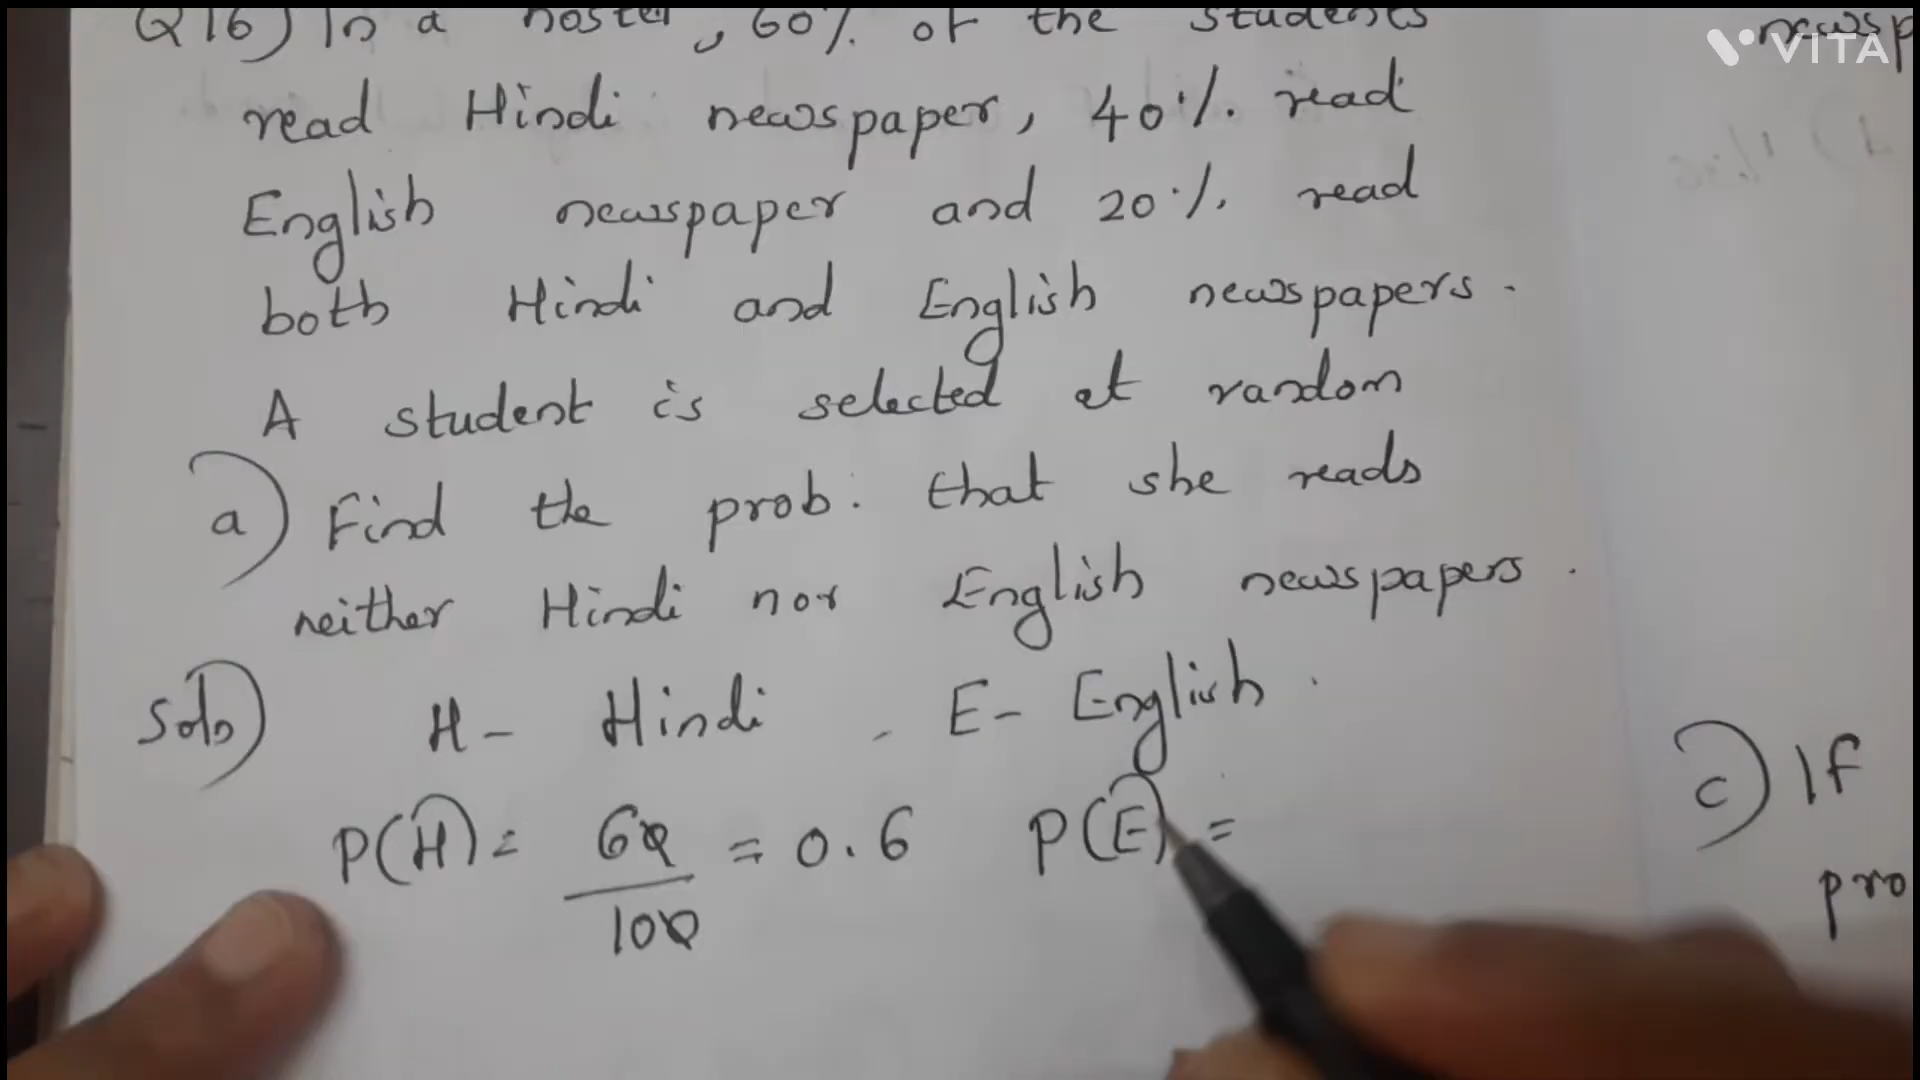 Q16) In a hostel, 60% of the students
read Hindi newspaper, 40% read
English newspaper and 20% read
both Hindi and English newspapers.
A student is selected at random
a) Find the prob. that she reads
neither Hindi nor English newspapers.
Soln) H - Hindi E - English.
P(H) = 60/100 = 0.6 P(E) =
newsp
c) If
pro
VITA